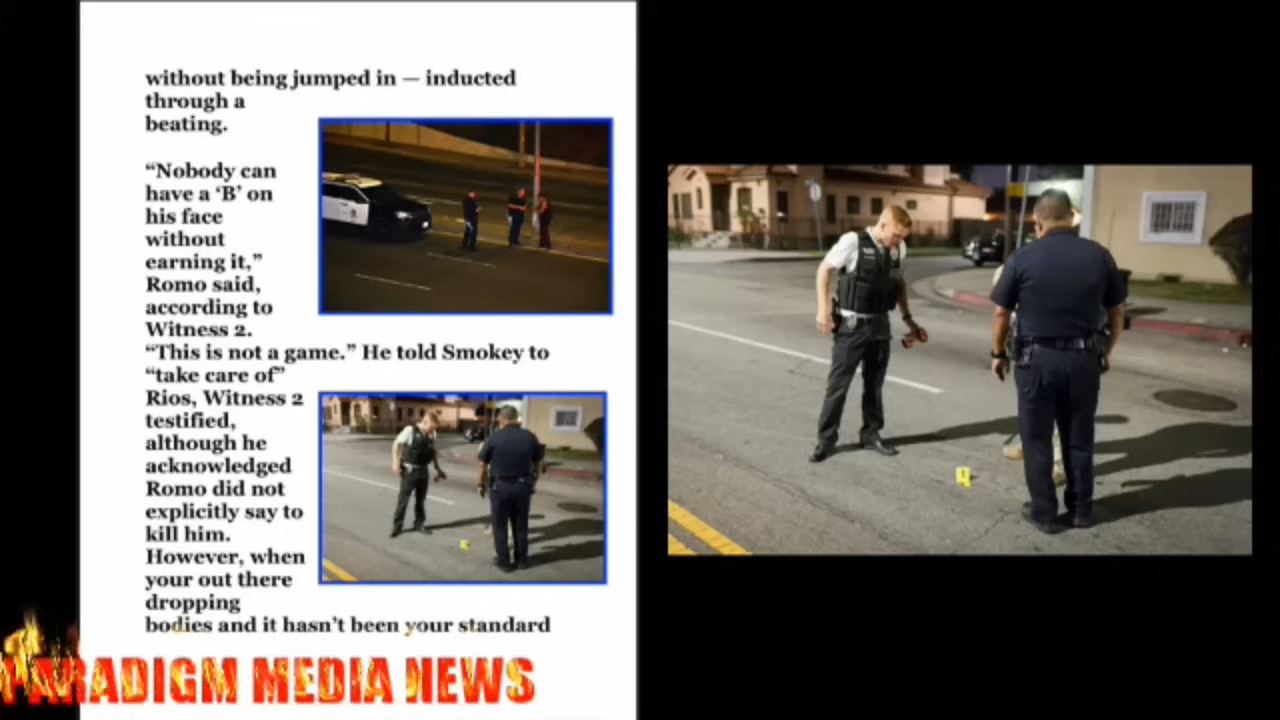 without being jumped in — inducted
through a
beating.
“Nobody can
have a ‘B’ on
his face
without
earning it,”
Romo said,
according to
Witness 2.
“This is not a game.” He told Smokey to
“take care of”
Rios, Witness 2
testified,
although he
acknowledged
Romo did not
explicitly say to
kill him.
However, when
your out there
dropping
bodies and it hasn’t been your standard
PARADIGM MEDIA NEWS